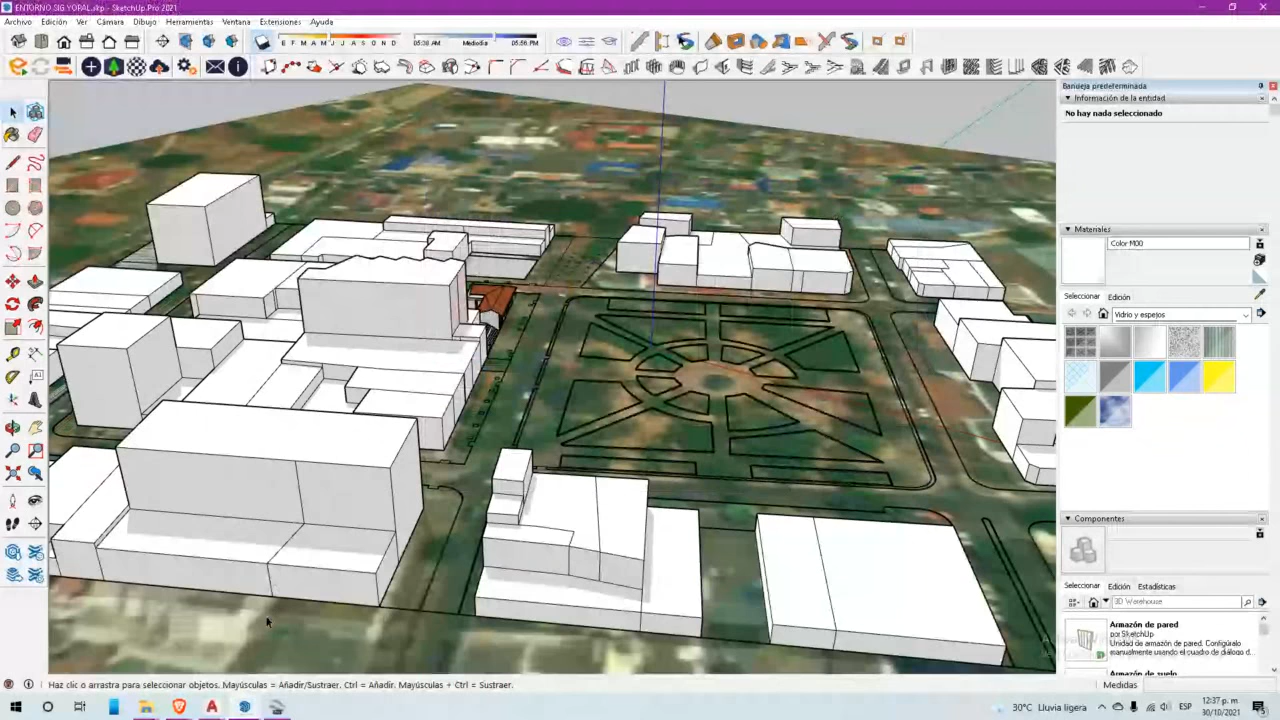 ENTORNO.SIG.YOPAL.skp - SketchUp Pro 2021
Archivo Edición Ver Cámara Dibujo Herramientas Ventana Extensiones Ayuda
E F M A M J J A S O N D
05:38 AM Mediodía 05:56 PM
Bandeja predeterminada
Información de la entidad
No hay nada seleccionado
Materiales
Color M00
Seleccionar Edición
Vidrio y espejos
Componentes
Seleccionar Edición Estadísticas
3D Warehouse
Armazón de pared
por SketchUp
Unidad de armazón de pared. Configúralo
manualmente usando el cuadro de diálogo d...
Armazón de suelo
Haz clic o arrastra para seleccionar objetos. Mayúsculas = Añadir/Sustraer. Ctrl = Añadir. Mayúsculas + Ctrl = Sustraer.
Medidas
30°C Lluvia ligera
ESP
12:37 p. m.
30/10/2021